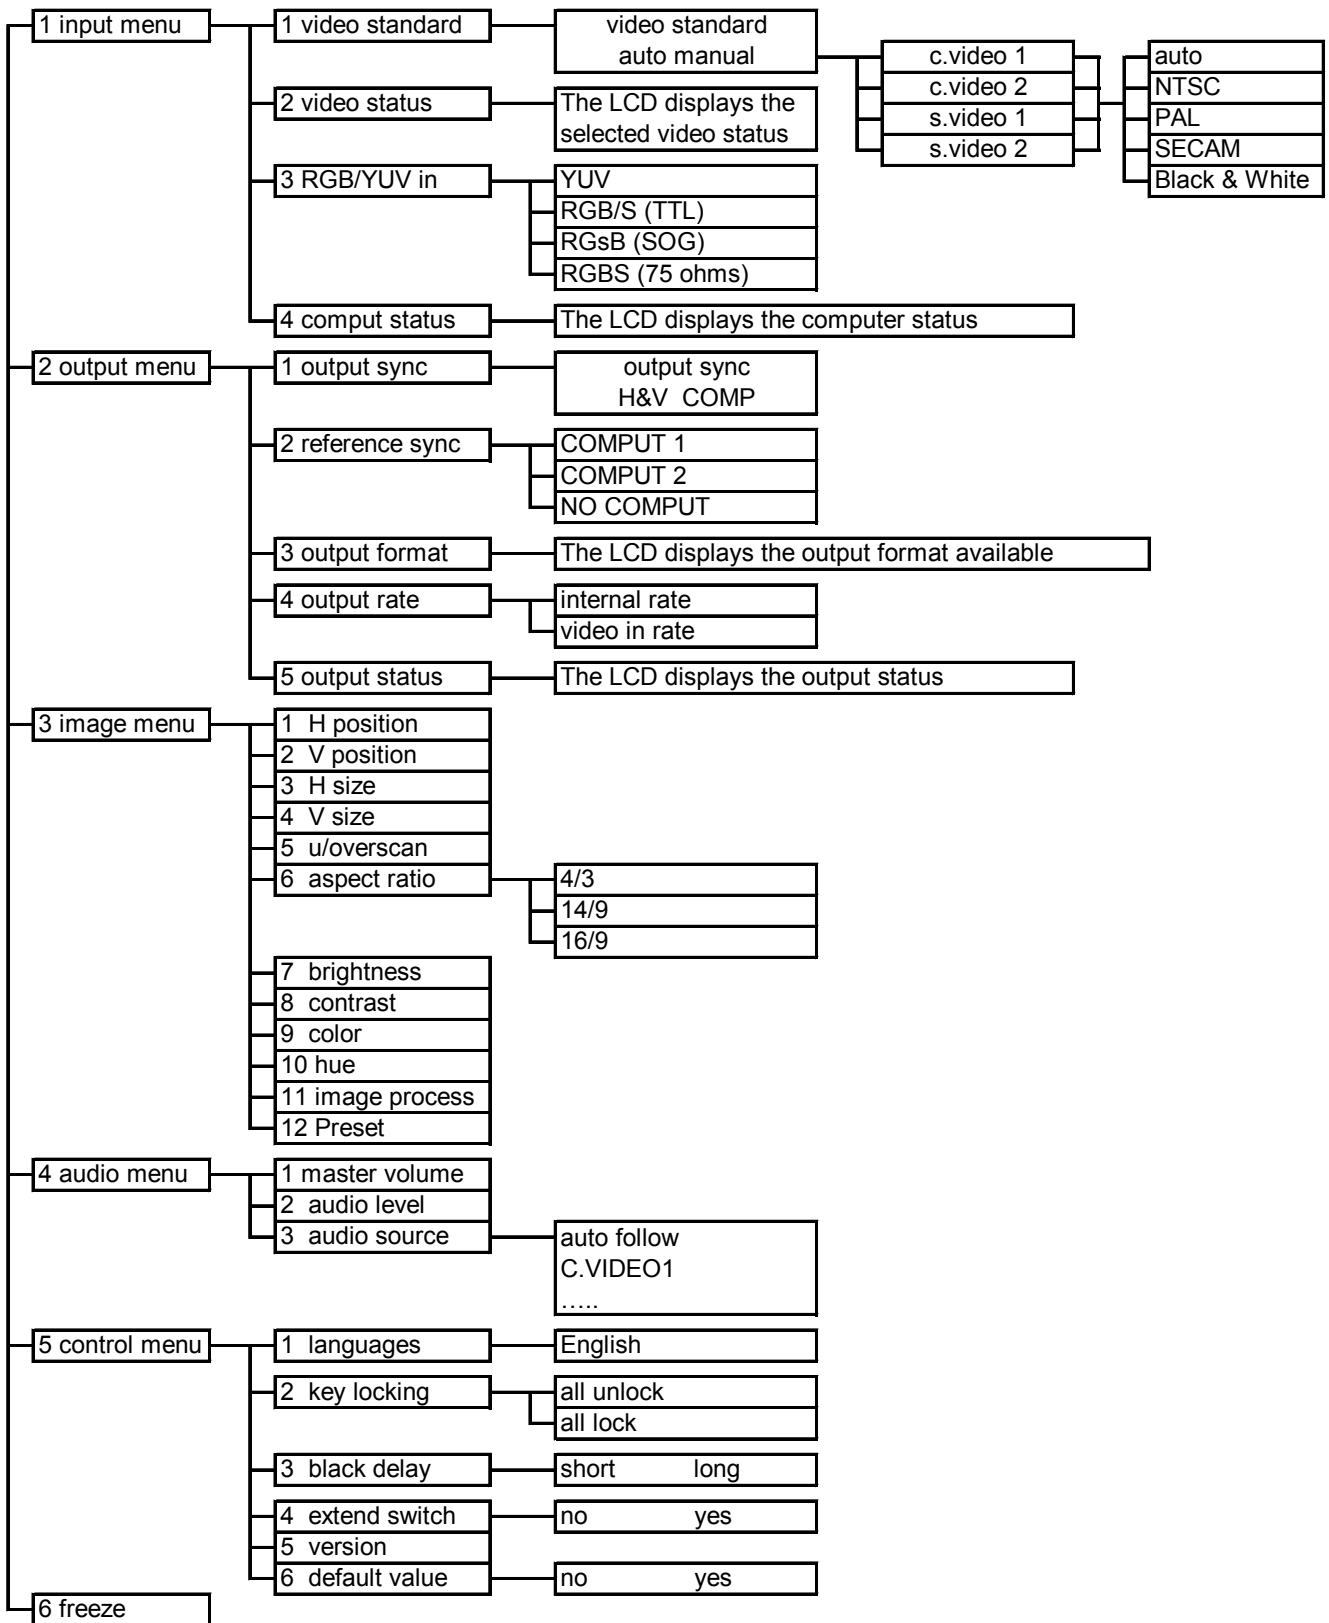 1 input menu
1 video standard
video standard
auto manual
c.video 1
c.video 2
s.video 1
s.video 2
auto
NTSC
PAL
SECAM
Black & White
2 video status
The LCD displays the
selected video status
3 RGB/YUV in
YUV
RGB/S (TTL)
RGsB (SOG)
RGBS (75 ohms)
4 comput status
The LCD displays the computer status
2 output menu
1 output sync
output sync
H&V COMP
2 reference sync
COMPUT 1
COMPUT 2
NO COMPUT
3 output format
The LCD displays the output format available
4 output rate
internal rate
video in rate
5 output status
The LCD displays the output status
3 image menu
1 H position
2 V position
3 H size
4 V size
5 u/overscan
6 aspect ratio
4/3
14/9
16/9
7 brightness
8 contrast
9 color
10 hue
11 image process
12 Preset
4 audio menu
1 master volume
2 audio level
3 audio source
auto follow
C.VIDEO1
…..
5 control menu
1 languages
English
2 key locking
all unlock
all lock
3 black delay
short long
4 extend switch
no yes
5 version
6 default value
no yes
6 freeze